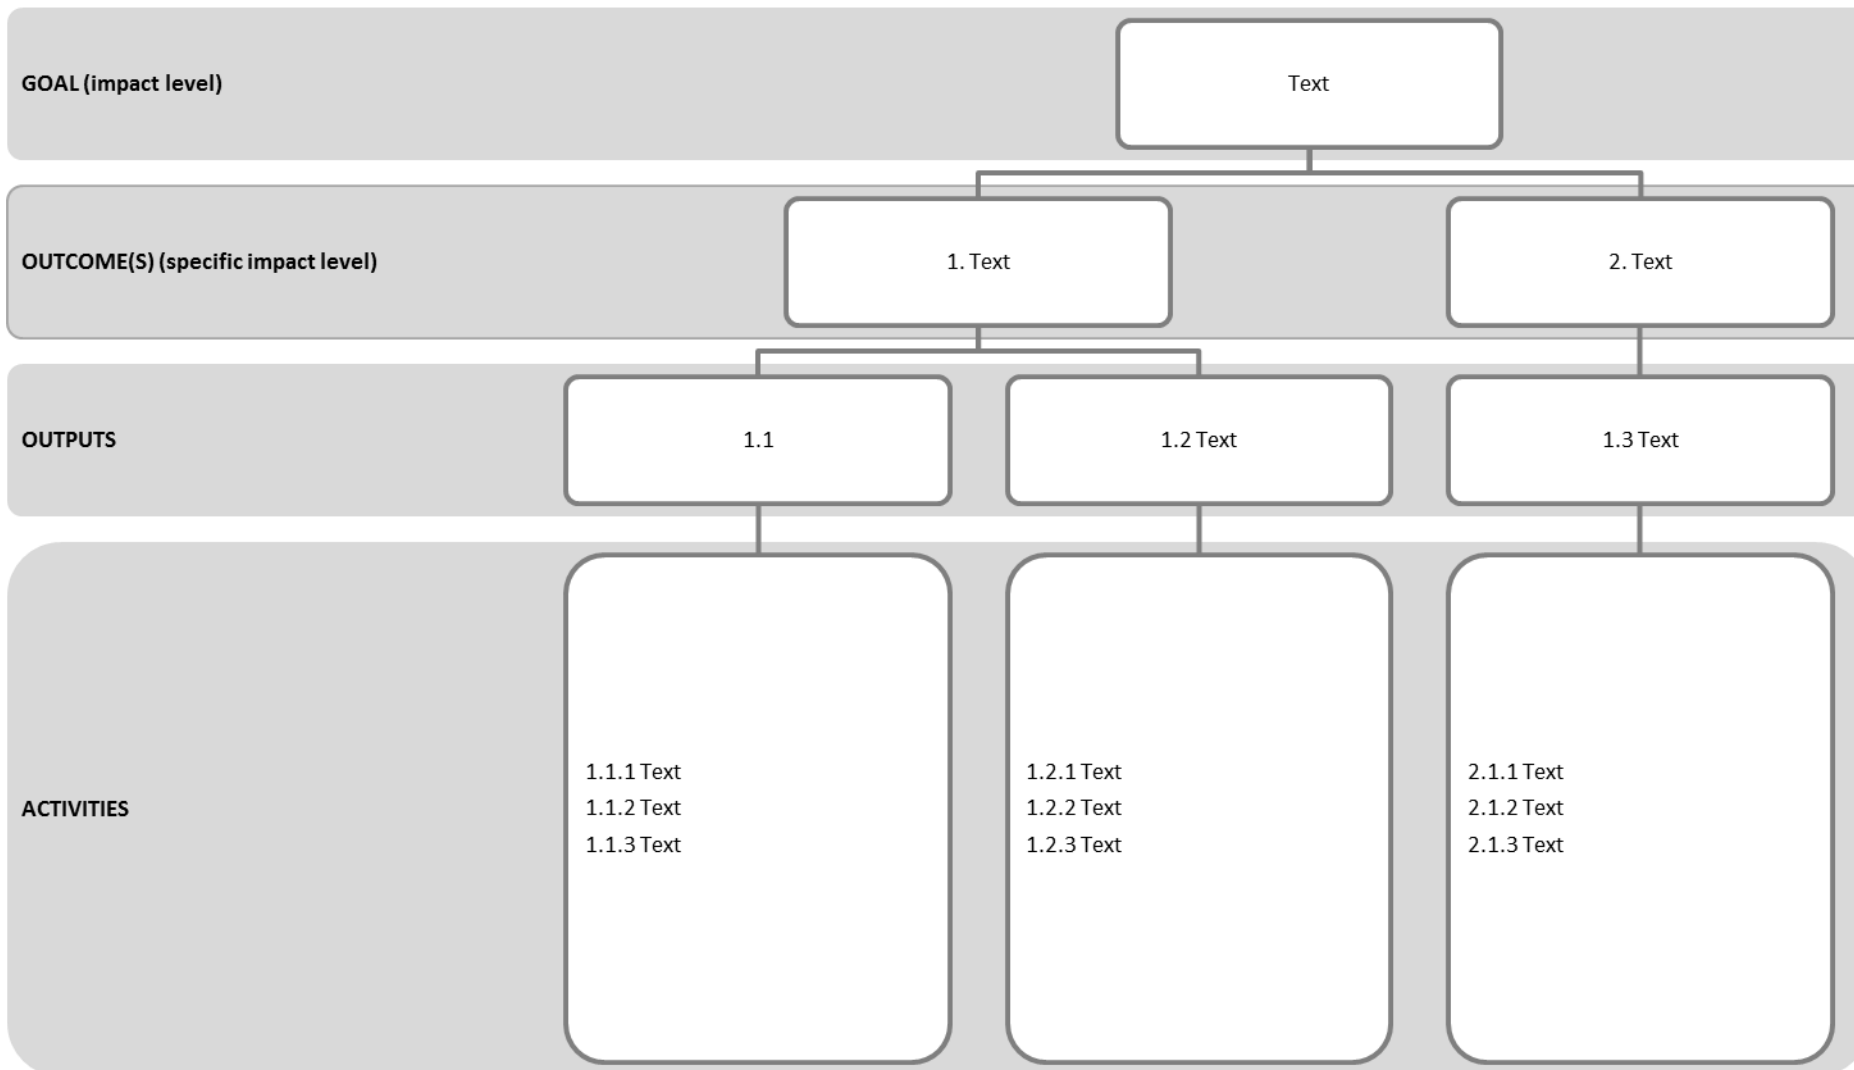 GOAL (impact level)
Text
OUTCOME(S) (specific impact level)
1. Text
2. Text
OUTPUTS
1.1
1.2 Text
1.3 Text
ACTIVITIES
1.1.1 Text
1.1.2 Text
1.1.3 Text
1.2.1 Text
1.2.2 Text
1.2.3 Text
2.1.1 Text
2.1.2 Text
2.1.3 Text